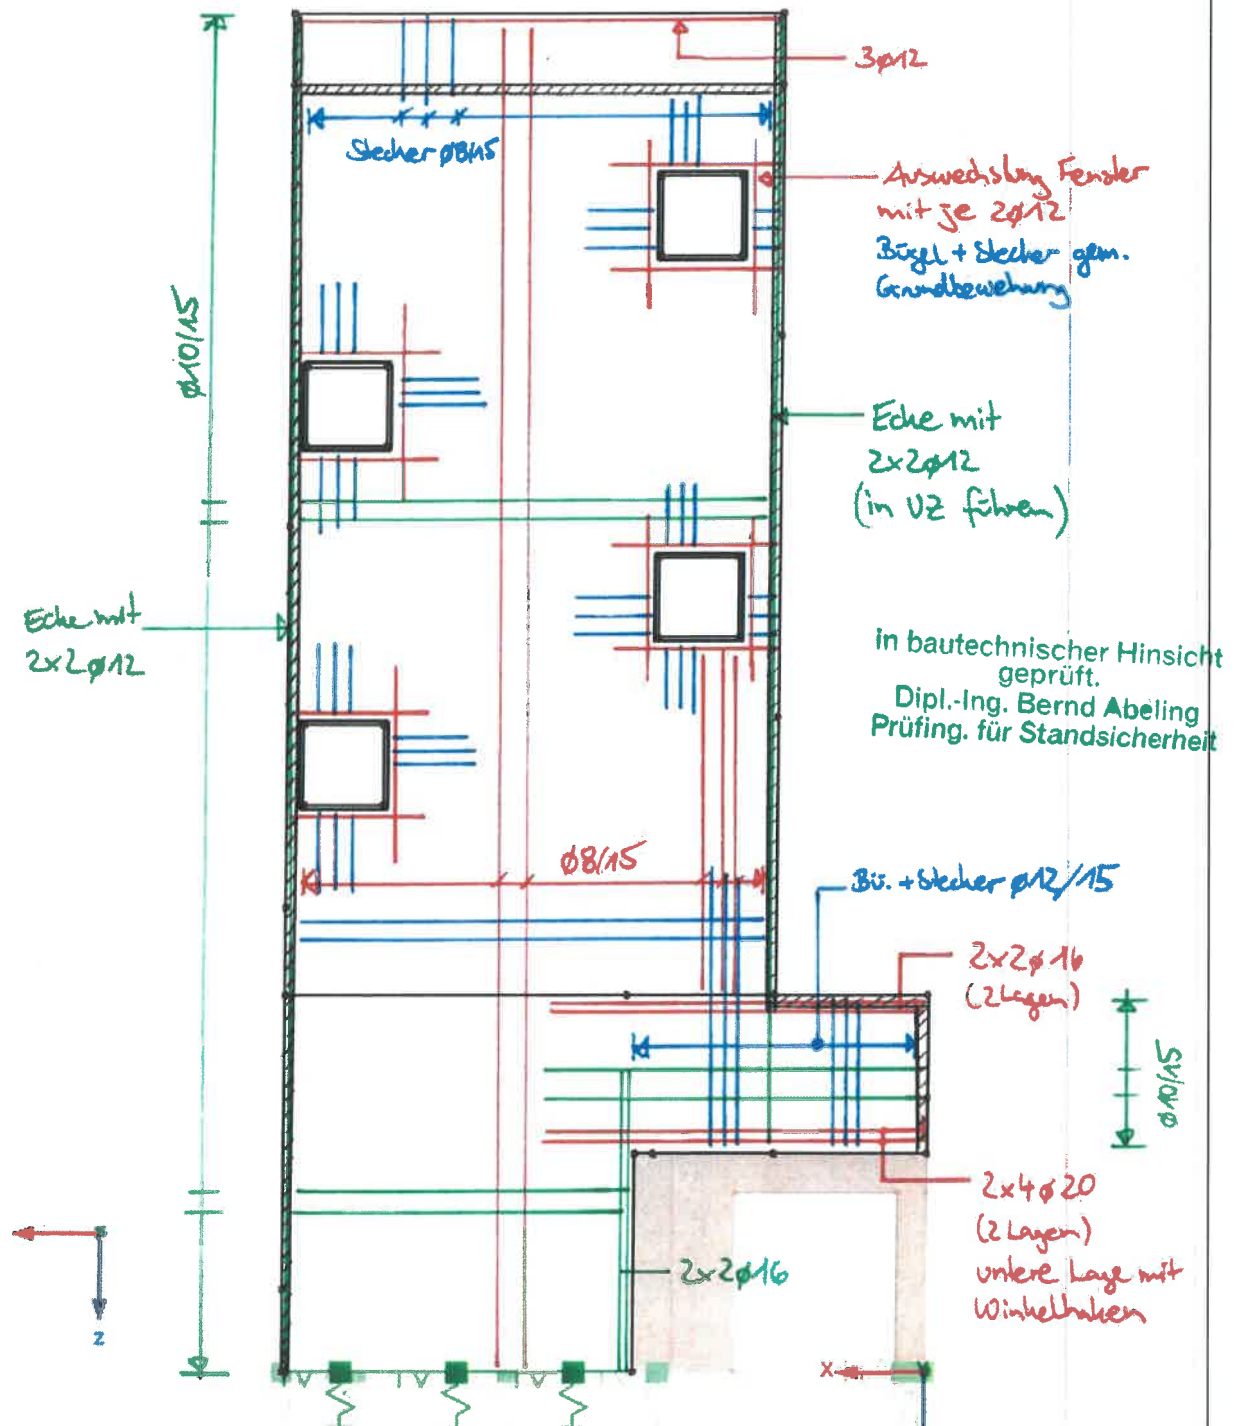 3ø12
Stecher ø8/15
Auswechslung Fenster
mit je 2ø12
Bügel + Stecher gem.
Grundbewehrung
ø10/15
Ecke mit
2x2ø12
(in UZ führen)
Ecke mit
2x2ø12
in bautechnischer Hinsicht
geprüft.
Dipl.-Ing. Bernd Abeling
Prüfing. für Standsicherheit
ø8/15
Bü. + Stecher ø12/15
2x2ø16
(2 Lagen)
ø10/15
2x4ø20
(2 Lagen)
untere Lage mit
Winkelhaken
2x2ø16
z
x